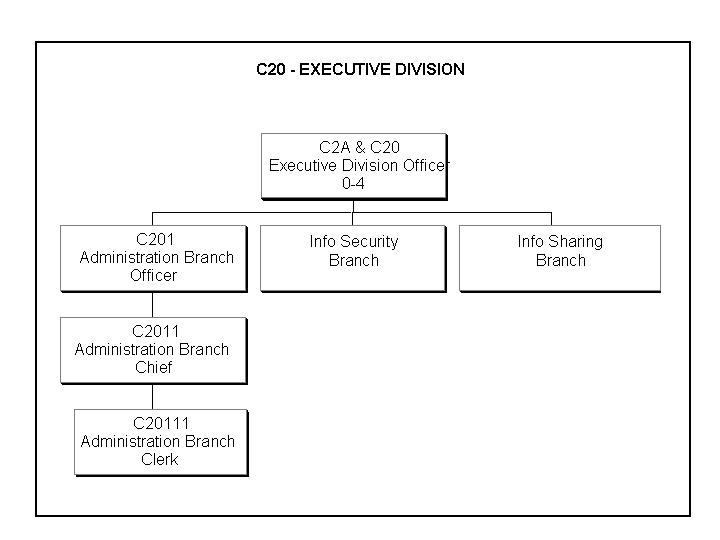 C20 - EXECUTIVE DIVISION
C2A & C20
Executive Division Officer
0-4
C201
Administration Branch
Officer
Info Security
Branch
Info Sharing
Branch
C2011
Administration Branch
Chief
C20111
Administration Branch
Clerk